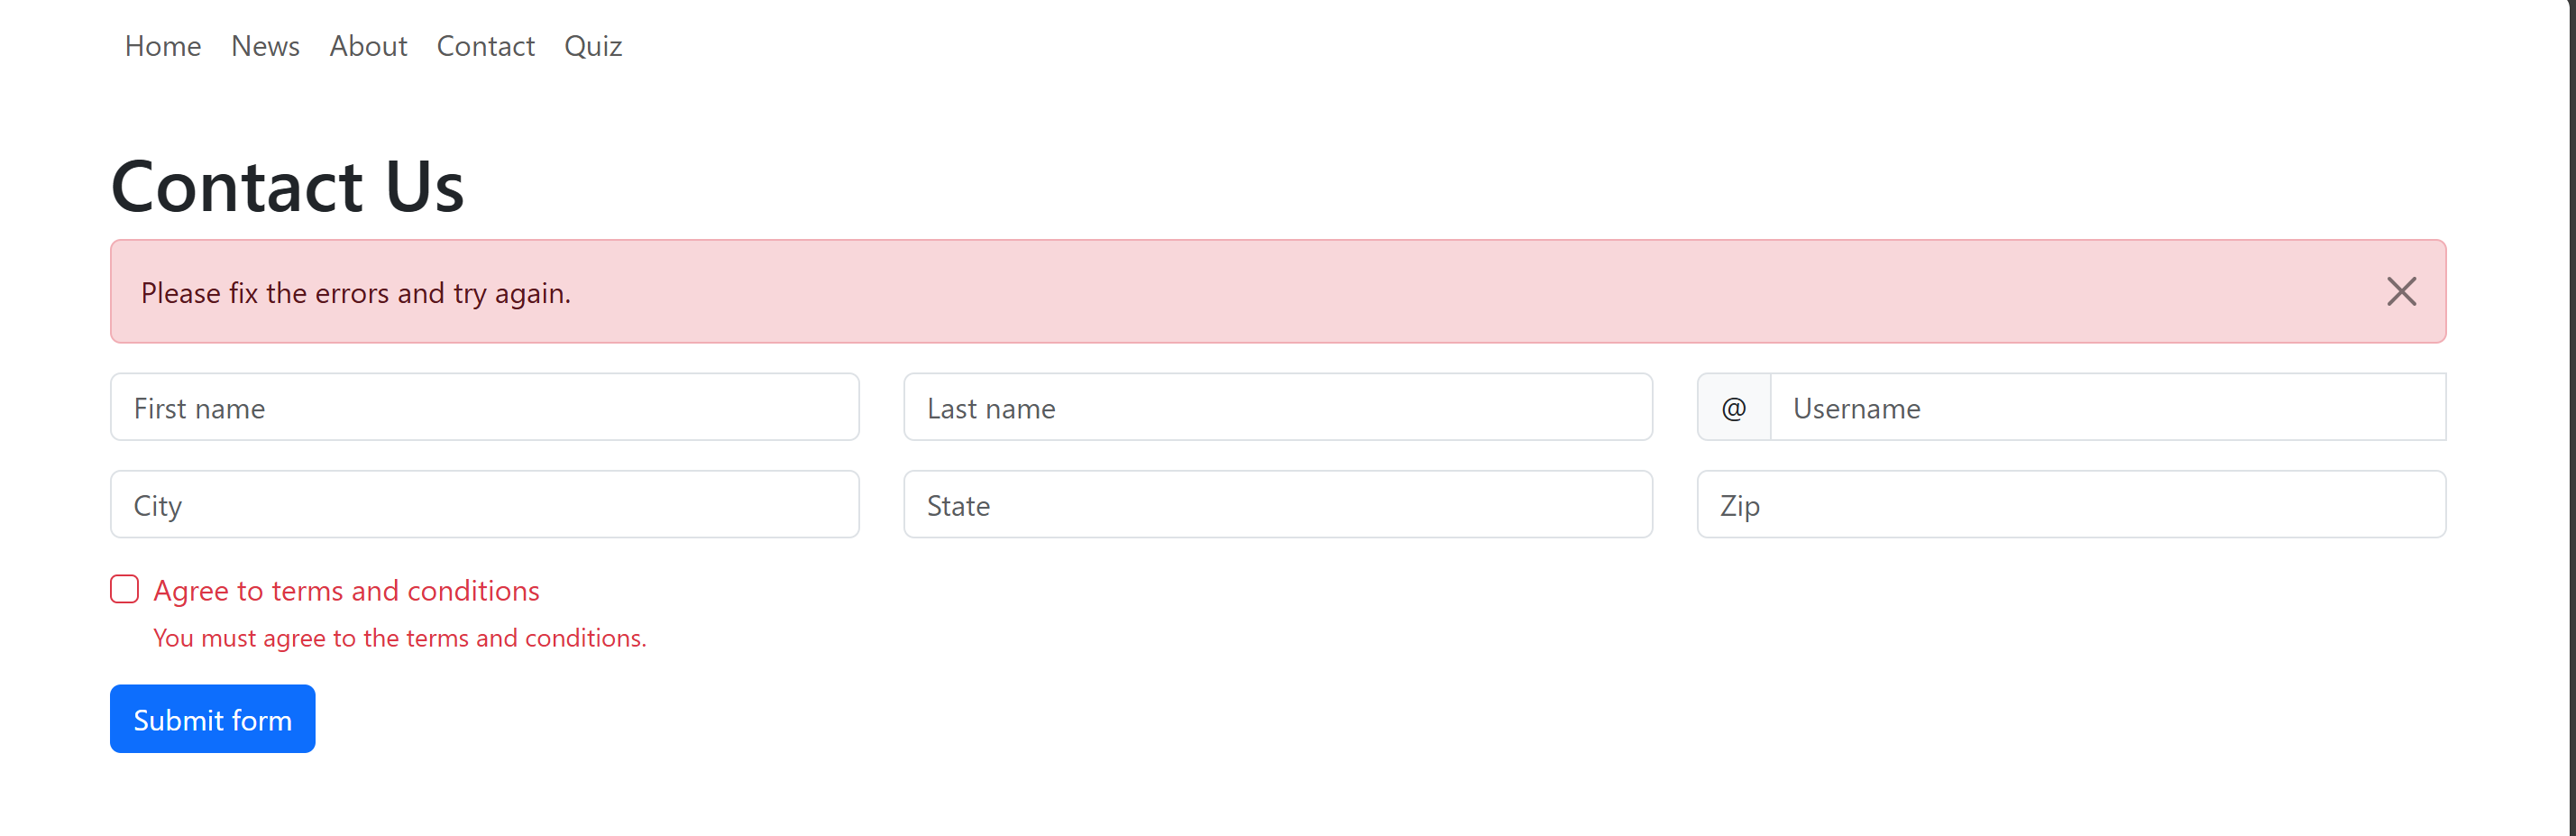 Home News About Contact Quiz
Contact Us
Please fix the errors and try again.
First name Last name @ Username
City State Zip
Agree to terms and conditions
You must agree to the terms and conditions.
Submit form